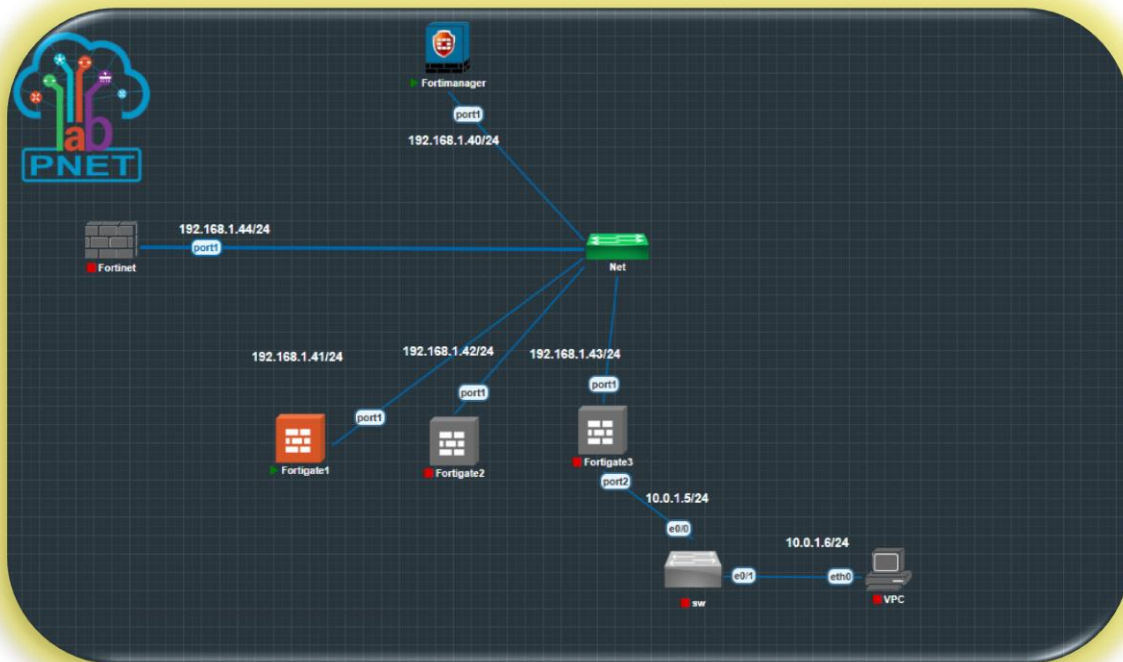 Fortimanager
port1
192.168.1.40/24
lab
PNET
192.168.1.44/24
port1
Fortinet
Net
192.168.1.41/24
192.168.1.42/24
192.168.1.43/24
port1
port1
port1
Fortigate1
Fortigate2
Fortigate3
port2
10.0.1.5/24
e0/0
10.0.1.6/24
e0/1
eth0
sw
VPC